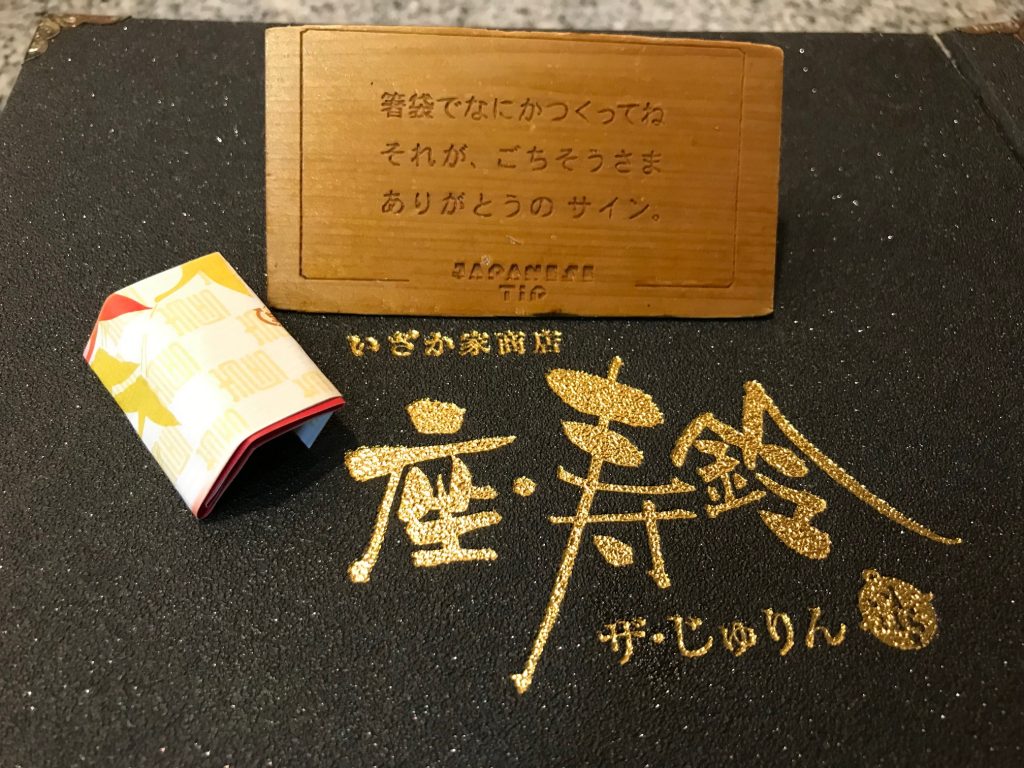 箸袋でなにかつくってね
それが、ごちそうさま
ありがとうの サイン。
JAPANESE
TiP
いざか家商店
座・寿鈴
ザ・じゅりん